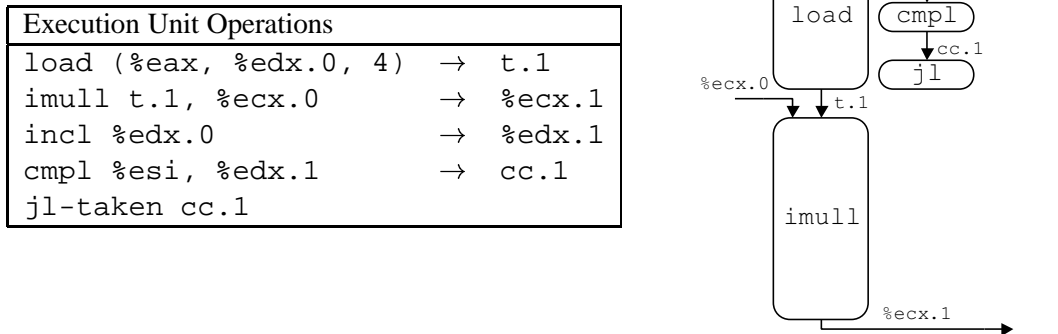 Execution Unit Operations
load (%eax, %edx.0, 4) → t.1
imull t.1, %ecx.0 → %ecx.1
incl %edx.0 → %edx.1
cmpl %esi, %edx.1 → cc.1
jl-taken cc.1
load
cmpl
cc.1
jl
%ecx.0
t.1
imull
%ecx.1